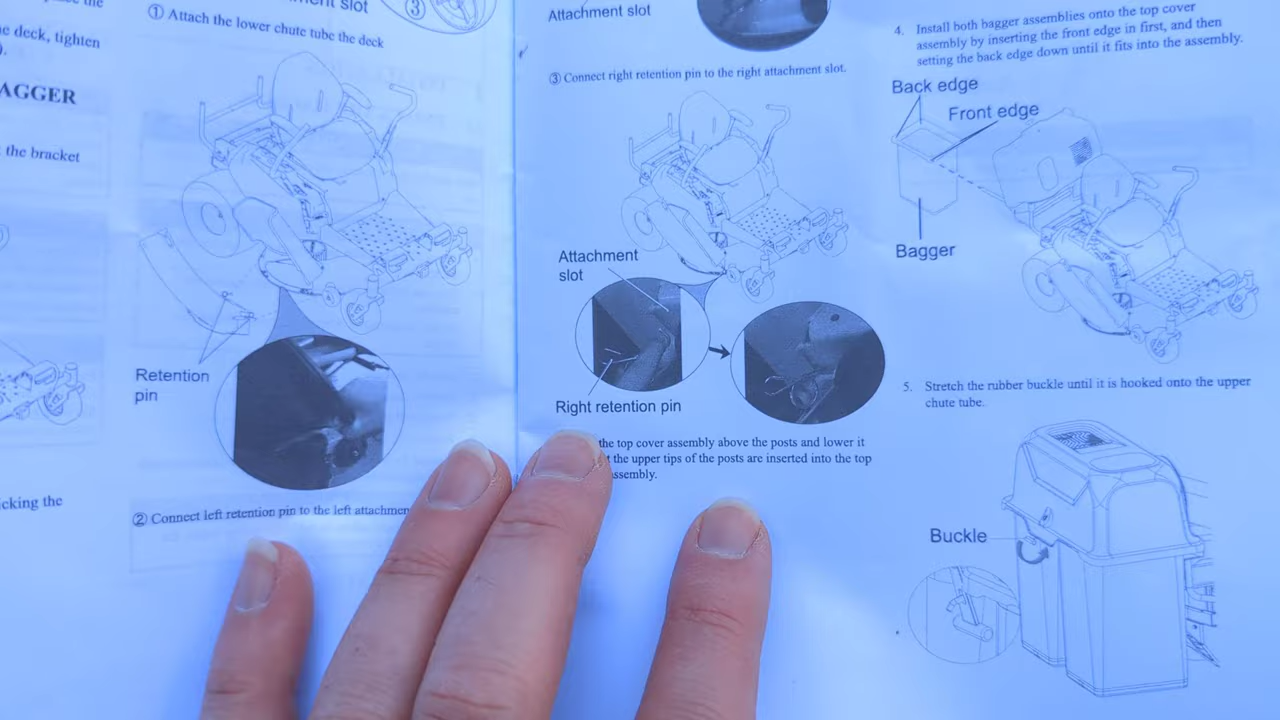 e deck, tighten
).
AGGER
the bracket
icking the
slot
③
① Attach the lower chute tube the deck
Retention
pin
② Connect left retention pin to the left
Attachment slot
③ Connect right retention pin to the right attachment slot.
Attachment
slot
Right retention pin
the top cover assembly above the posts and lower it
the upper tips of the posts are inserted into the top
ssembly.
4. Install both bagger assemblies onto the top cover
assembly by inserting the front edge in first, and then
setting the back edge down until it fits into the assembly.
Back edge
Front edge
Bagger
5. Stretch the rubber buckle until it is hooked onto the upper
chute tube.
Buckle